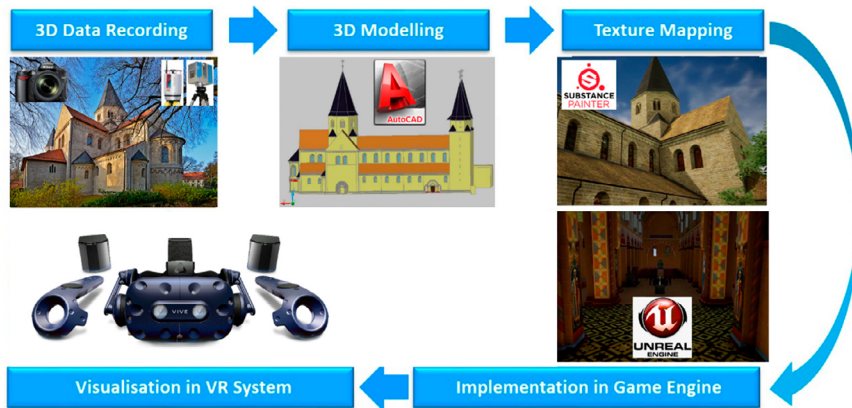 3D Data Recording
3D Modelling
Texture Mapping
A
AutoCAD
S
SUBSTANCE
PAINTER
VIVE
U
UNREAL
ENGINE
Visualisation in VR System
Implementation in Game Engine